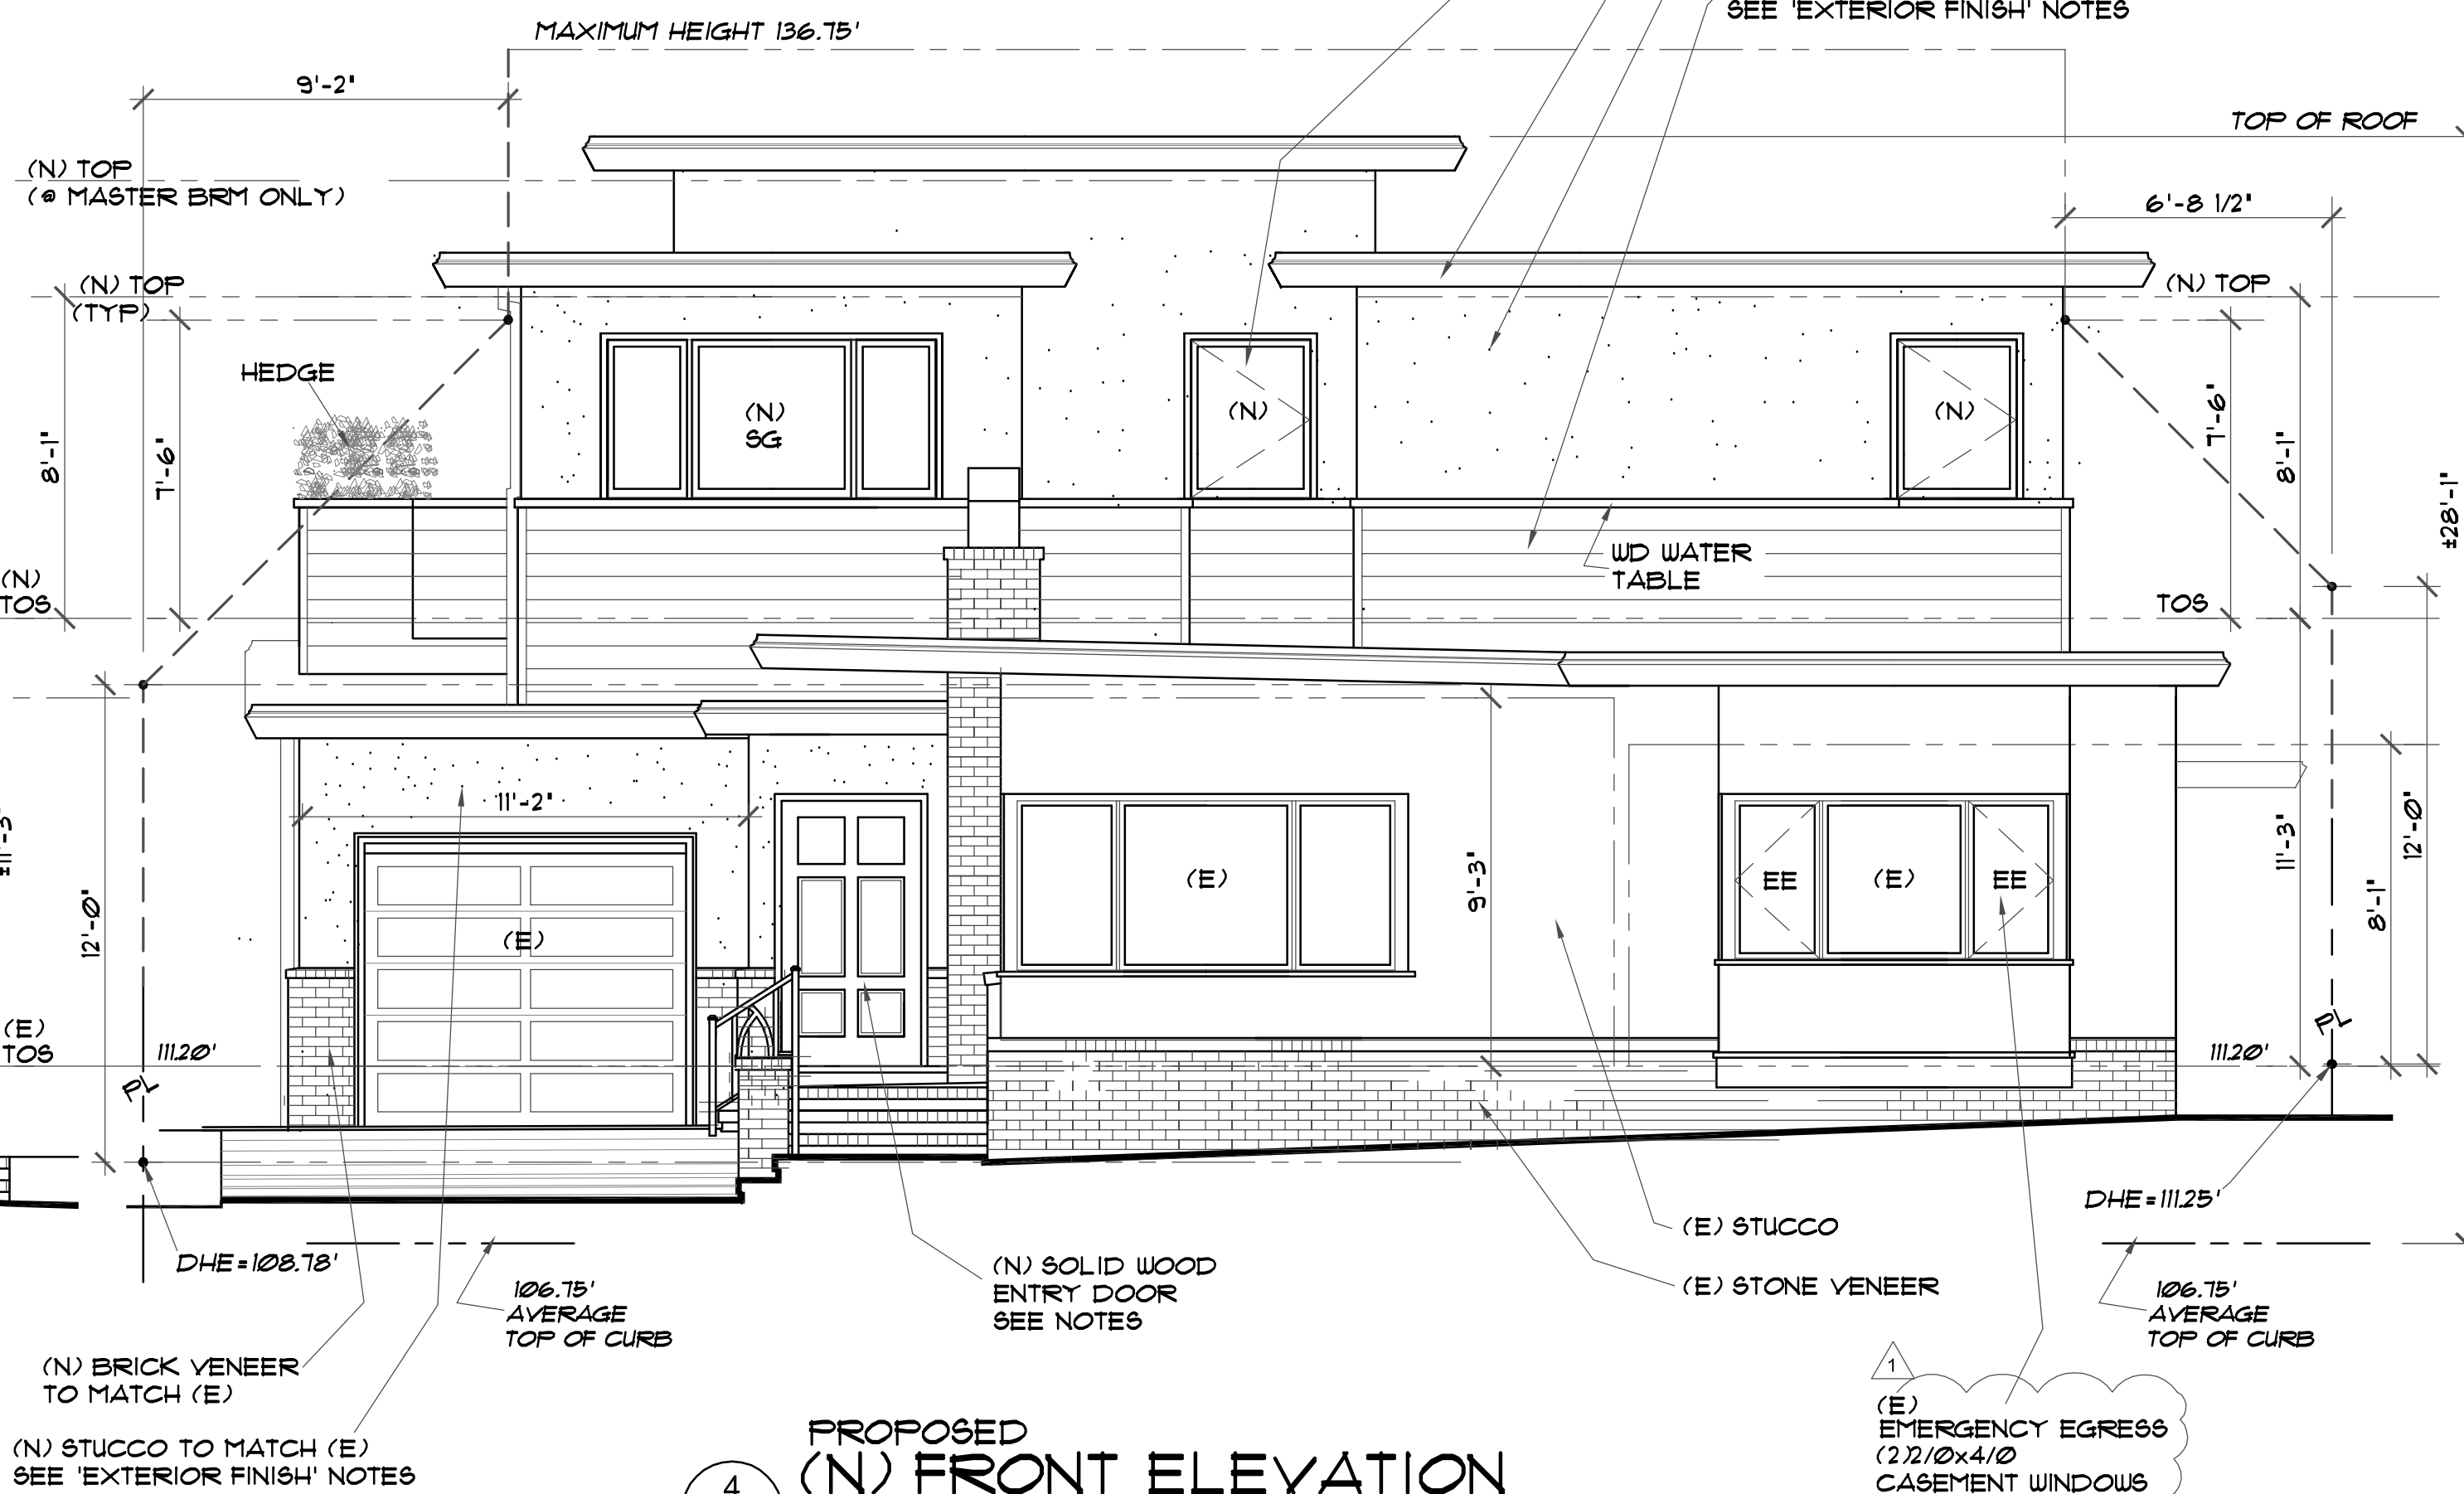 SEE 'EXTERIOR FINISH' NOTES
MAXIMUM HEIGHT 136.75'
9'-2"
TOP OF ROOF
(N) TOP
(@ MASTER BRM ONLY)
6'-8 1/2"
(N) TOP
(TYP)
(N) TOP
HEDGE
(N)
SG
(N)
(N)
8'-1"
7'-6"
7'-6"
8'-1"
±28'-1"
WD WATER
TABLE
(N)
TOS
TOS
11'-2"
±11'-3"
12'-0"
(E)
(E)
9'-3"
EE
(E)
EE
11'-3"
8'-1"
12'-0"
(E)
TOS
111.20'
PL
PL
111.20'
DHE=108.78'
DHE=111.25'
106.75'
AVERAGE
TOP OF CURB
(N) SOLID WOOD
ENTRY DOOR
SEE NOTES
(E) STUCCO
(E) STONE VENEER
106.75'
AVERAGE
TOP OF CURB
(N) BRICK VENEER
TO MATCH (E)
(N) STUCCO TO MATCH (E)
SEE 'EXTERIOR FINISH' NOTES
1
(E)
EMERGENCY EGRESS
(2)2/0x4/0
CASEMENT WINDOWS
4
PROPOSED
(N) FRONT ELEVATION